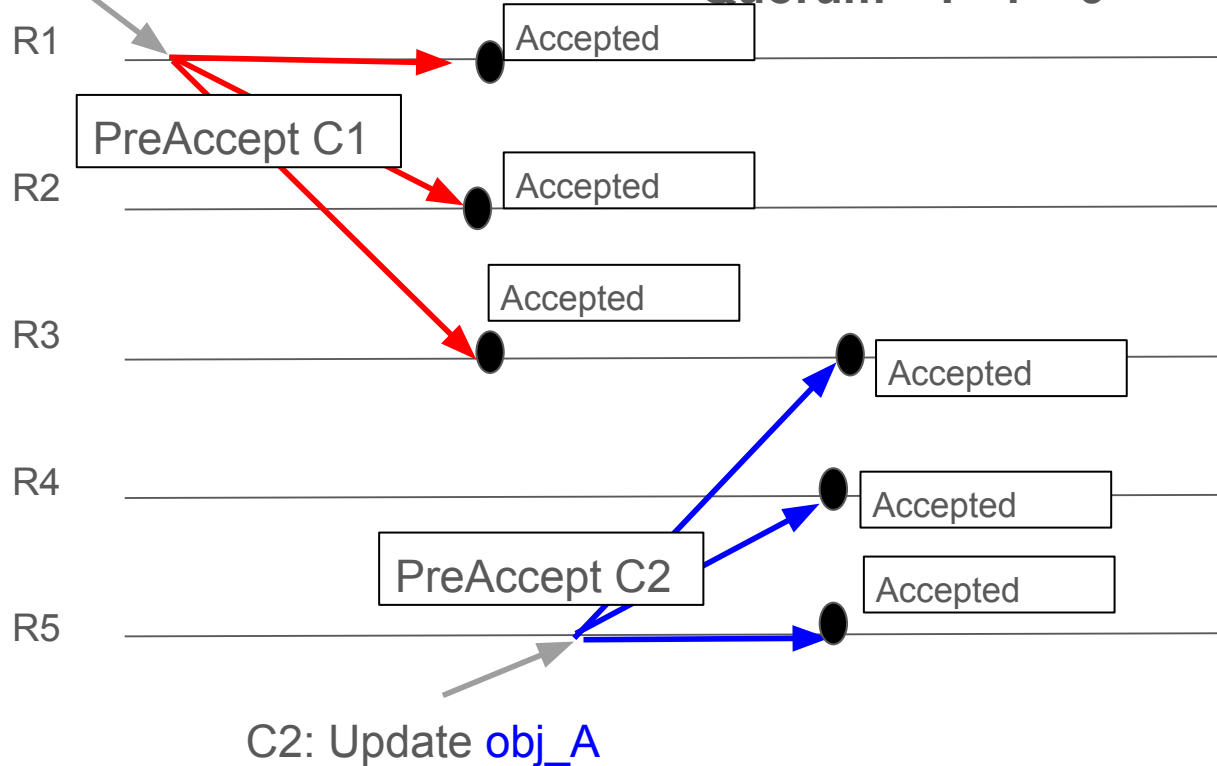 R1
Accepted
PreAccept C1
R2
Accepted
Accepted
R3
Accepted
R4
Accepted
PreAccept C2
Accepted
R5
C2: Update obj_A